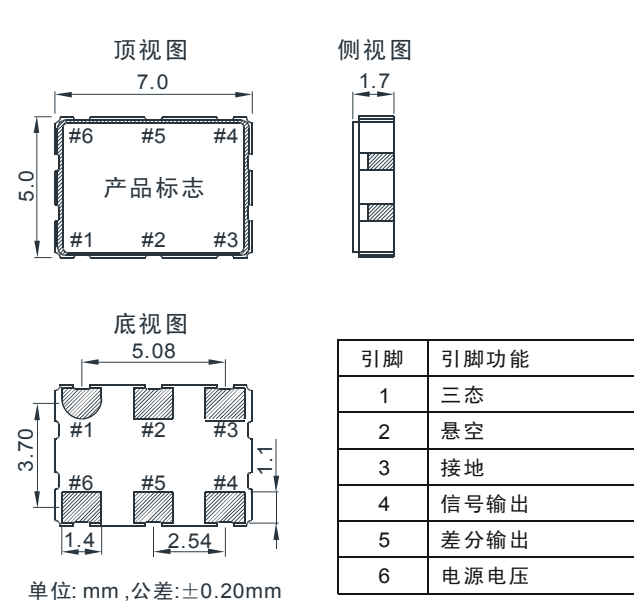 顶视图
7.0
5.0
#6 #5 #4
产品标志
#1 #2 #3
侧视图
1.7
底视图
5.08
3.70
#1 #2 #3
#6 #5 #4
1.1
1.4
2.54
单位: mm ,公差:±0.20mm
引脚 引脚功能
1 三态
2 悬空
3 接地
4 信号输出
5 差分输出
6 电源电压